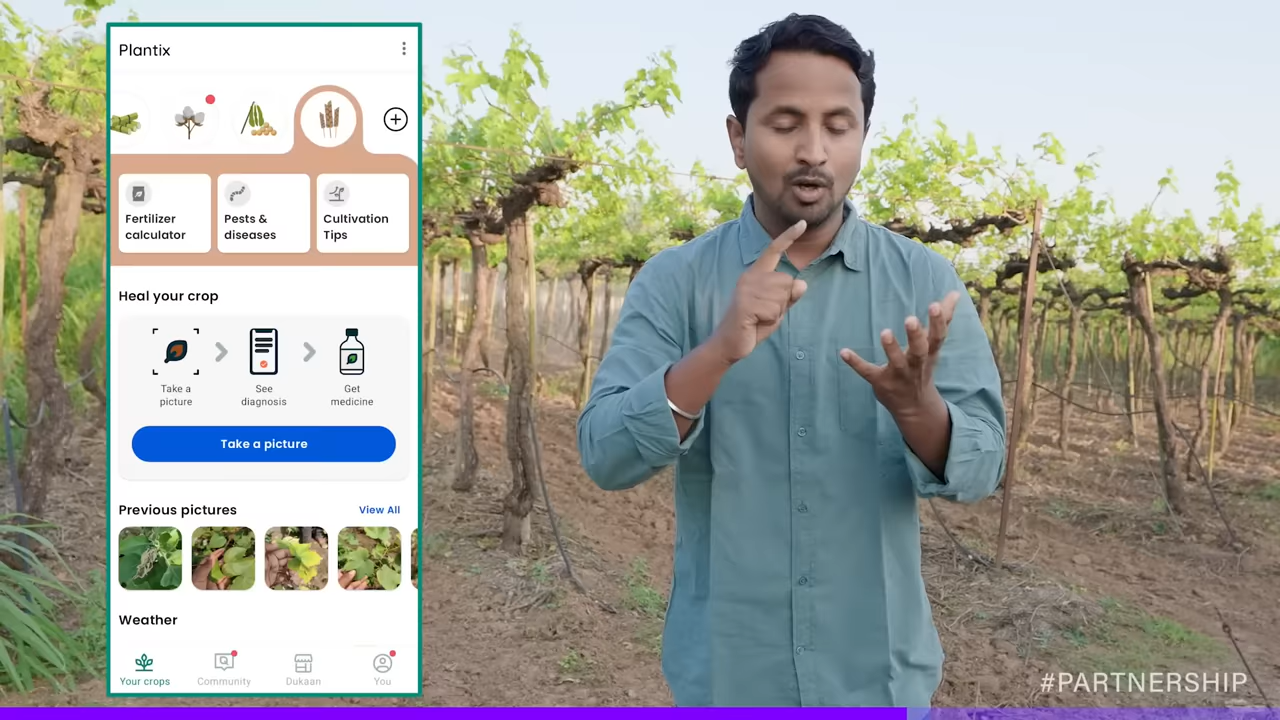 Plantix
Fertilizer
calculator
Pests &
diseases
Cultivation
Tips
Heal your crop
Take a
picture
See
diagnosis
Get
medicine
Take a picture
Previous pictures
View All
Weather
Your crops
Community
Dukaan
You
#PARTNERSHIP